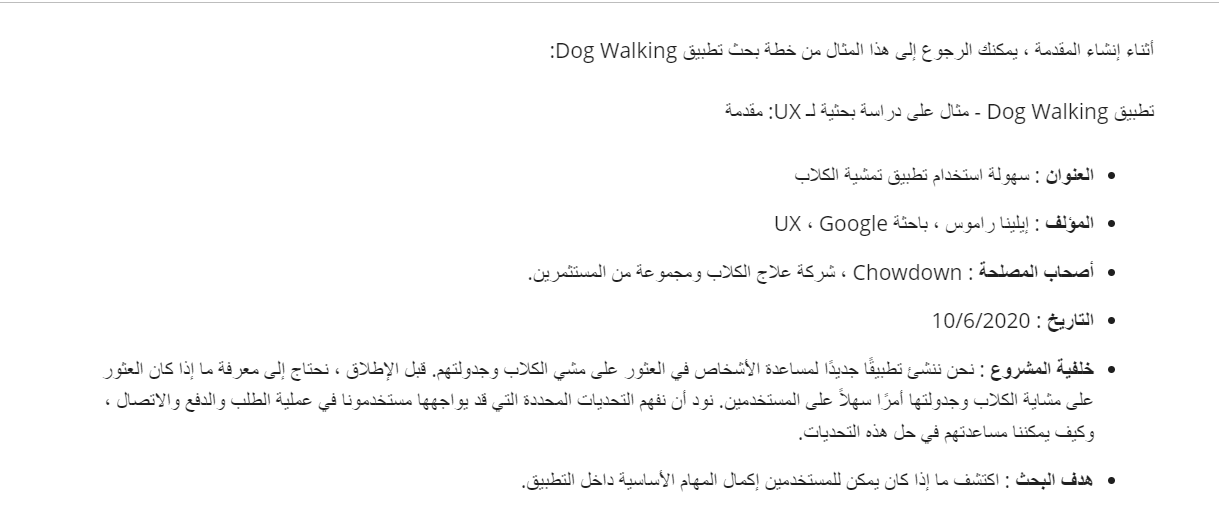 أثناء إنشاء المقدمة ، يمكنك الرجوع إلى هذا المثال من خطة بحث تطبيق Dog Walking:
تطبيق Dog Walking - مثال على دراسة بحثية لـ UX: مقدمة
• العنوان : سهولة استخدام تطبيق تمشية الكلاب
• المؤلف : إيلينا راموس ، باحثة UX ، Google
• أصحاب المصلحة : Chowdown ، شركة علاج الكلاب ومجموعة من المستثمرين.
• التاريخ : 10/6/2020
• خلفية المشروع : نحن ننشئ تطبيقًا جديدًا لمساعدة الأشخاص في العثور على مشي الكلاب وجدولتهم. قبل الإطلاق ، نحتاج إلى معرفة ما إذا كان العثور
على مشاية الكلاب وجدولتها أمرًا سهلاً على المستخدمين. نود أن نفهم التحديات المحددة التي قد يواجهها مستخدمونا في عملية الطلب والدفع والاتصال ،
وكيف يمكننا مساعدتهم في حل هذه التحديات.
• هدف البحث : اكتشف ما إذا كان يمكن للمستخدمين إكمال المهام الأساسية داخل التطبيق.